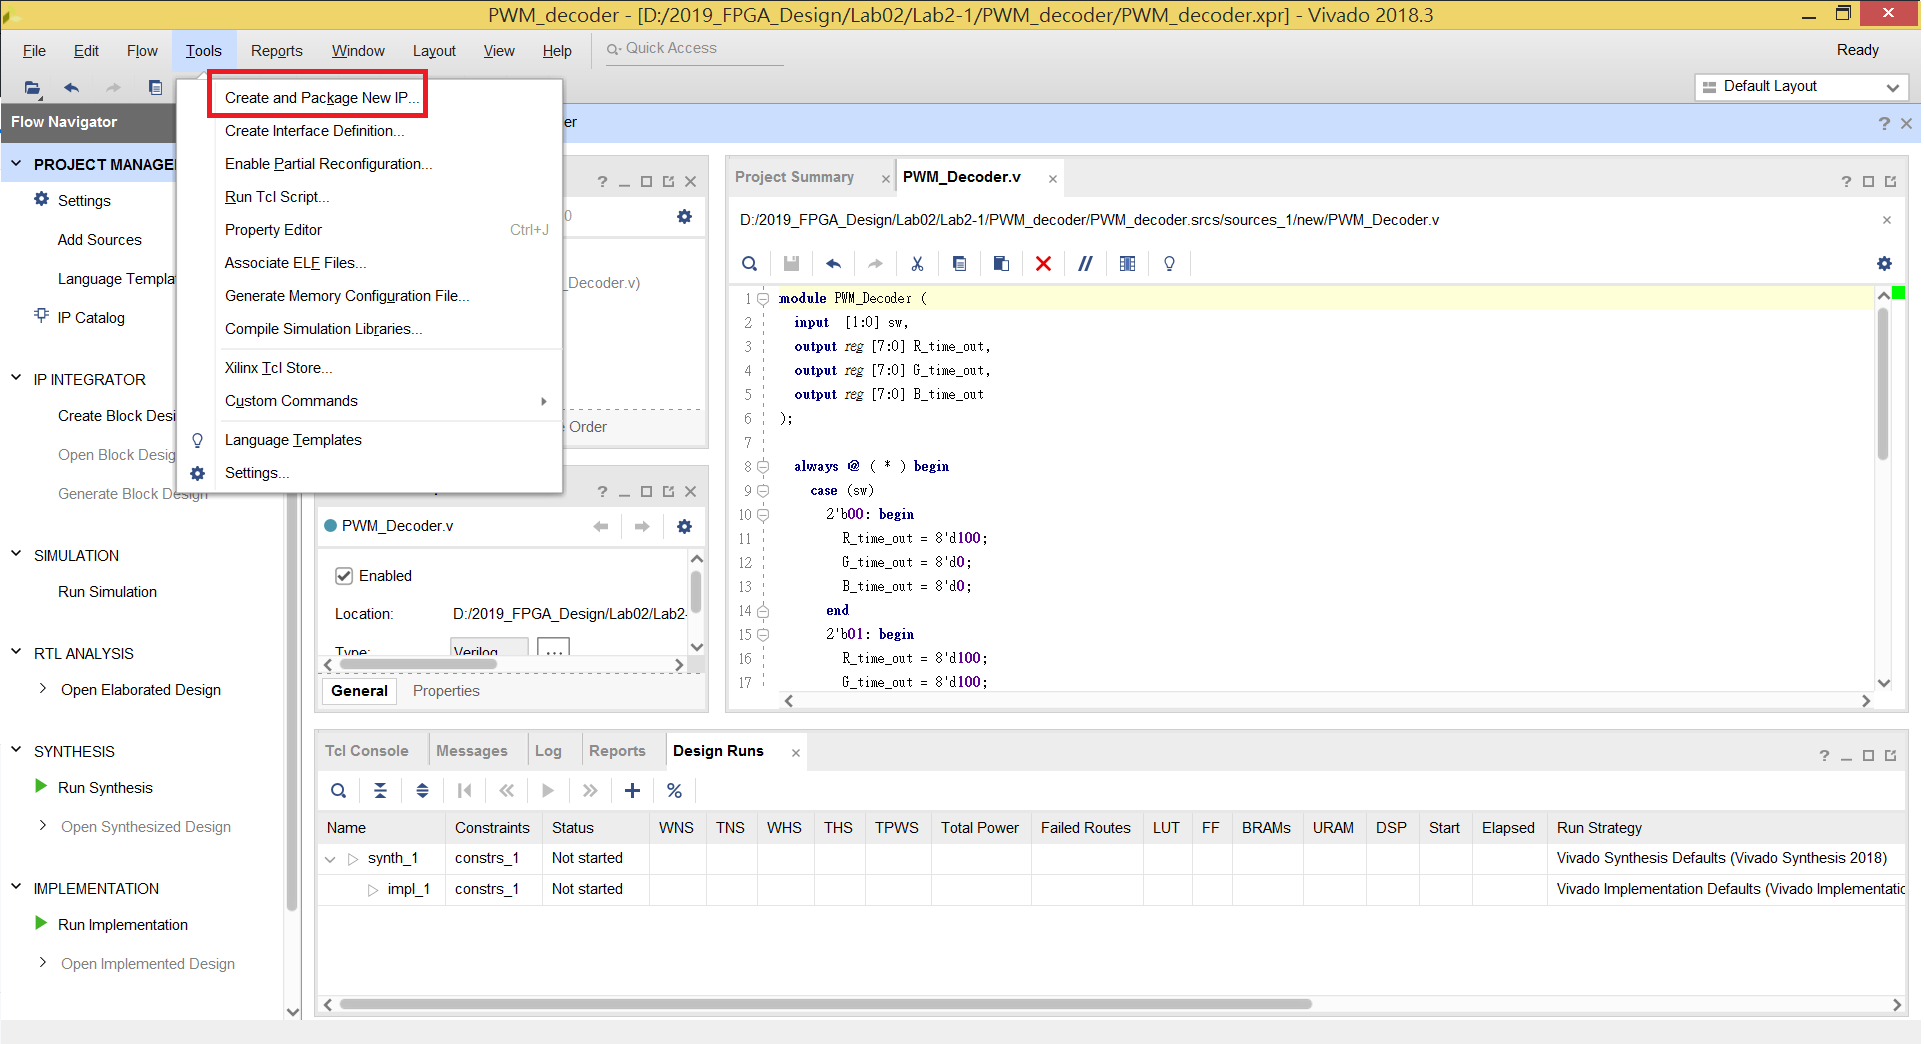 PWM_decoder - [D:/2019_FPGA_Design/Lab02/Lab2-1/PWM_decoder/PWM_decoder.xpr] - Vivado 2018.3
File Edit Flow Tools Reports Window Layout View Help Quick Access Ready
Default Layout
Create and Package New IP...
Create Interface Definition...
Enable Partial Reconfiguration...
Run Tcl Script...
Property Editor Ctrl+J
Associate ELF Files...
Generate Memory Configuration File...
Compile Simulation Libraries...
Xilinx Tcl Store...
Custom Commands
Language Templates
Settings...
Flow Navigator
PROJECT MANAGE
Settings
Add Sources
Language Templa
IP Catalog
IP INTEGRATOR
Create Block Desi
Open Block Desig
Generate Block Design
SIMULATION
Run Simulation
RTL ANALYSIS
Open Elaborated Design
SYNTHESIS
Run Synthesis
Open Synthesized Design
IMPLEMENTATION
Run Implementation
Open Implemented Design
er
0
_Decoder.v)
Order
PWM_Decoder.v
Enabled
Location: D:/2019_FPGA_Design/Lab02/Lab2-
Type: Verilog ...
General Properties
Project Summary PWM_Decoder.v
D:/2019_FPGA_Design/Lab02/Lab2-1/PWM_decoder/PWM_decoder.srcs/sources_1/new/PWM_Decoder.v
1 module PWM_Decoder (
2 input [1:0] sw,
3 output reg [7:0] R_time_out,
4 output reg [7:0] G_time_out,
5 output reg [7:0] B_time_out
6 );
7
8 always @ ( * ) begin
9 case (sw)
10 2'b00: begin
11 R_time_out = 8'd100;
12 G_time_out = 8'd0;
13 B_time_out = 8'd0;
14 end
15 2'b01: begin
16 R_time_out = 8'd100;
17 G_time_out = 8'd100;
Tcl Console Messages Log Reports Design Runs
Name Constraints Status WNS TNS WHS THS TPWS Total Power Failed Routes LUT FF BRAMs URAM DSP Start Elapsed Run Strategy
synth_1 constrs_1 Not started Vivado Synthesis Defaults (Vivado Synthesis 2018)
impl_1 constrs_1 Not started Vivado Implementation Defaults (Vivado Implementatic